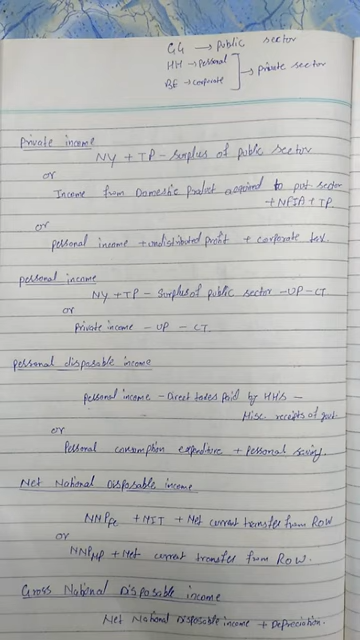 GG → public sector
HH → personal
BE → corporate
→ private sector
private income
NY + TP - Surplus of public sector
or
Income from Domestic product acquired to pvt sector
+ NFIA + TP
or
personal income + undistributed profit + corporate tax.
personal income
NY + TP - Surplus of public sector - UP - CT
or
Private income - UP - CT
personal disposable income
personal income - Direct taxes paid by HH's -
Misc. receipts of govt.
or
Personal consumption expenditure + personal saving.
Net National Disposable income
NNPFC + NIT + Net current transfer from ROW
or
NNPMP + Net current transfer from ROW.
Gross National Disposable income
Net National Disposable income + Depreciation.